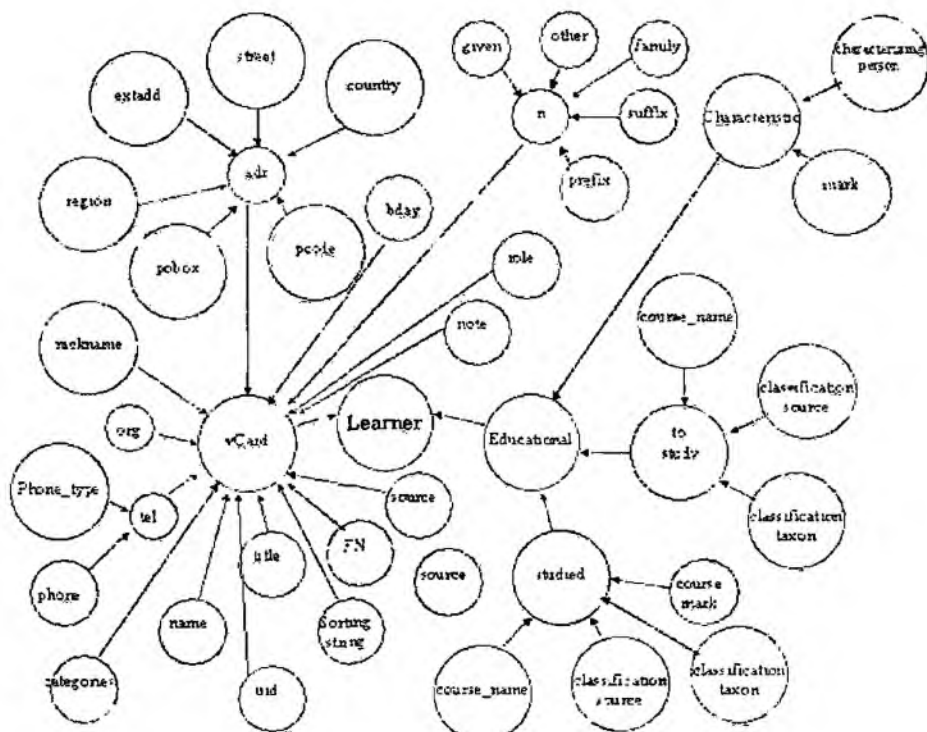 given
other
family
street
characterising
person
extadd
country
n
suffix
Characteristic
adr
prefix
mark
region
bday
pobox
pcode
role
note
course_name
nickname
classification
source
org
vCard
Learner
Educational
to
study
Phone_type
tel
source
classification
taxon
title
FN
source
studied
course
mark
phone
name
Sorting
string
categories
uid
course_name
classification
source
classification
taxon